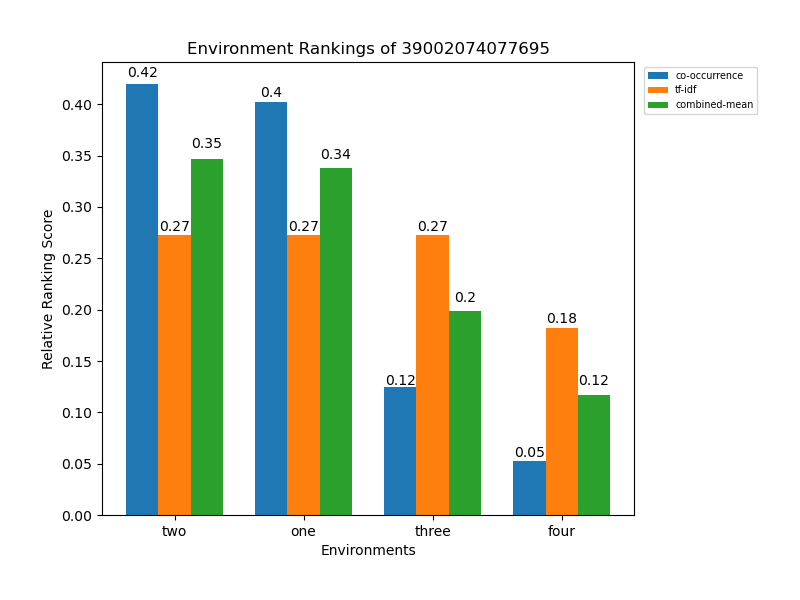 Environment Rankings of 39002074077695
co-occurrence
tf-idf
combined-mean
Relative Ranking Score
0.40
0.35
0.30
0.25
0.20
0.15
0.10
0.05
0.00
0.42
0.27
0.35
0.4
0.27
0.34
0.12
0.27
0.2
0.05
0.18
0.12
two
one
three
four
Environments